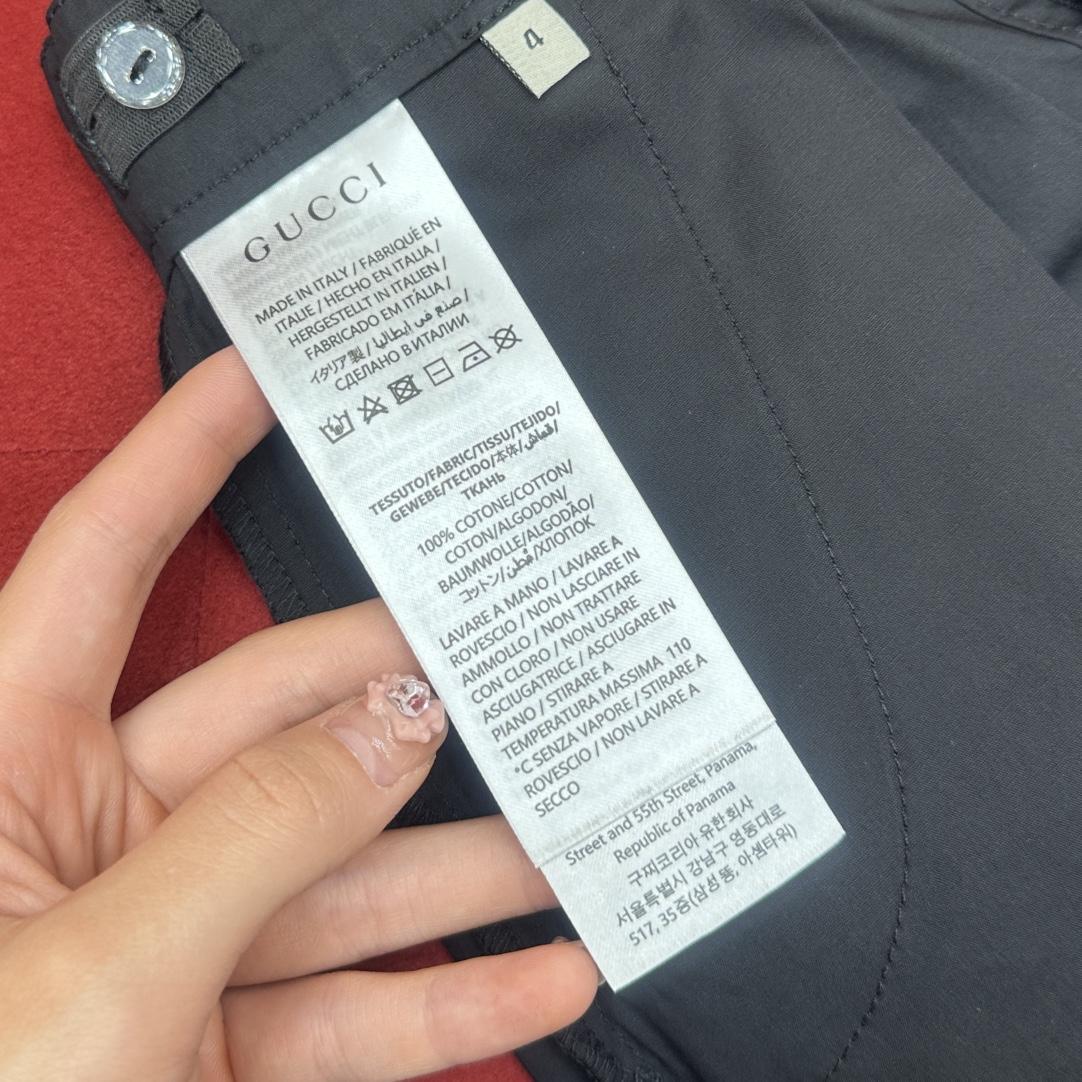 4
GUCCI
MADE IN ITALY / FABRIQUÉ EN
ITALIE / HECHO EN ITALIA /
HERGESTELLT IN ITALIEN /
FABRICADO EM ITÁLIA /
イタリア製 / صنع في إيطاليا /
СДЕЛАНО В ИТАЛИИ
TESSUTO/FABRIC/TISSU/TEJIDO/
GEWEBE/TECIDO/本体/قماش/
ТКАНЬ
100% COTONE/COTTON/
COTON/ALGODON/
BAUMWOLLE/ALGODÃO/
コットン/قطن/ХЛОПОК
LAVARE A MANO / LAVARE A
ROVESCIO / NON LASCIARE IN
AMMOLLO / NON TRATTARE
CON CLORO / NON USARE
ASCIUGATRICE / ASCIUGARE IN
PIANO / STIRARE A
TEMPERATURA MASSIMA 110
°C SENZA VAPORE / STIRARE A
ROVESCIO / NON LAVARE A
SECCO
Street and 55th Street, Panama,
Republic of Panama
구찌코리아 유한회사
서울특별시 강남구 영동대로
517, 35층(삼성동, 아셈타워)